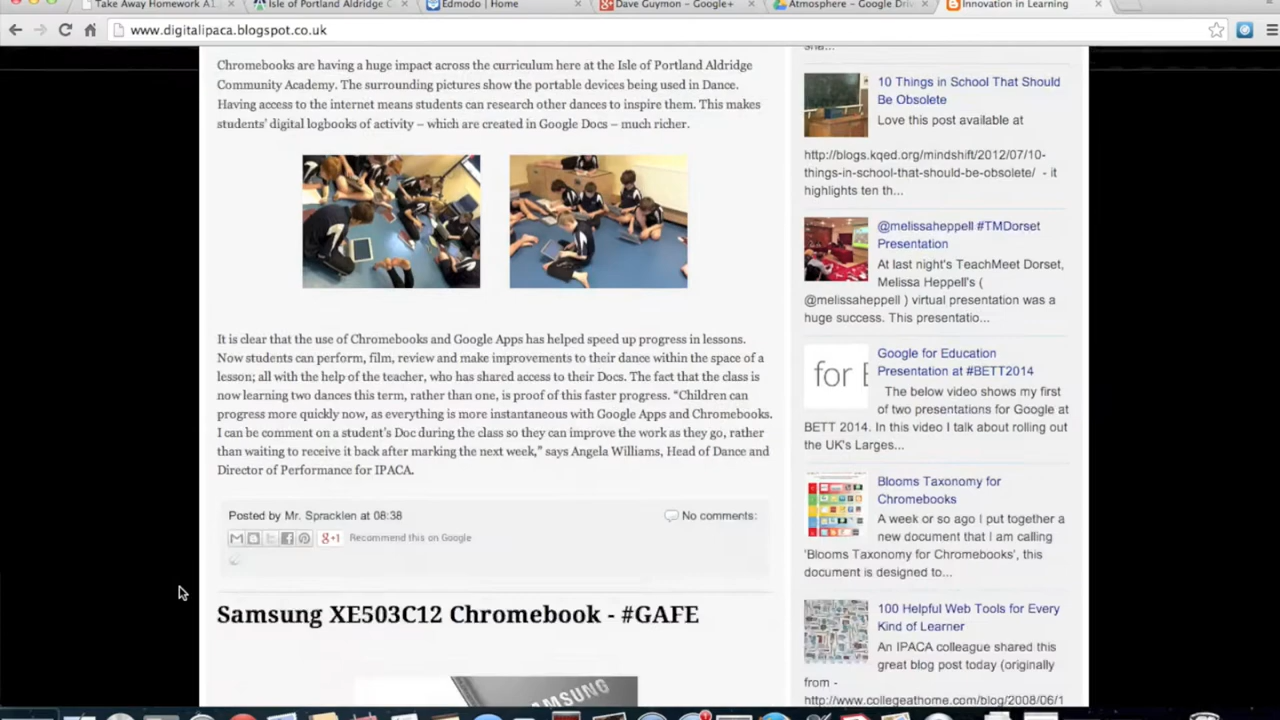 Take Away Homework A1
Isle of Portland Aldridge C
Edmodo | Home
Dave Guymon - Google+
Atmosphere - Google Dri
Innovation in Learning
www.digitalipaca.blogspot.co.uk
Chromebooks are having a huge impact across the curriculum here at the Isle of Portland Aldridge
Community Academy. The surrounding pictures show the portable devices being used in Dance.
Having access to the internet means students can research other dances to inspire them. This makes
students' digital logbooks of activity – which are created in Google Docs – much richer.
It is clear that the use of Chromebooks and Google Apps has helped speed up progress in lessons.
Now students can perform, film, review and make improvements to their dance within the space of a
lesson; all with the help of the teacher, who has shared access to their Docs. The fact that the class is
now learning two dances this term, rather than one, is proof of this faster progress. “Children can
progress more quickly now, as everything is more instantaneous with Google Apps and Chromebooks.
I can be comment on a student's Doc during the class so they can improve the work as they go, rather
than waiting to receive it back after marking the next week,” says Angela Williams, Head of Dance and
Director of Performance for IPACA.
Posted by Mr. Spracklen at 08:38
No comments:
g+1 Recommend this on Google
Samsung XE503C12 Chromebook - #GAFE
SAMSUNG
sha...
10 Things in School That Should
Be Obsolete
Love this post available at
http://blogs.kqed.org/mindshift/2012/07/10-
things-in-school-that-should-be-obsolete/ - it
highlights ten th...
@melissaheppell #TMDorset
Presentation
At last night's TeachMeet Dorset,
Melissa Heppell's (
@melissaheppell ) virtual presentation was a
huge success. This presentatio...
for E
Google for Education
Presentation at #BETT2014
The below video shows my first
of two presentations for Google at
BETT 2014. In this video I talk about rolling out
the UK's Larges...
Blooms Taxonomy for
Chromebooks
A week or so ago I put together a
new document that I am calling
'Blooms Taxonomy for Chromebooks', this
document is designed to...
100 Helpful Web Tools for Every
Kind of Learner
An IPACA colleague shared this
great blog post today (originally
from -
http://www.collegeathome.com/blog/2008/06/1